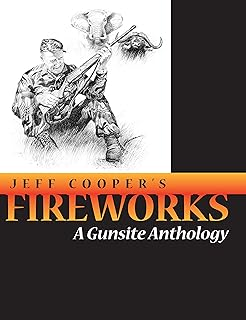 JEFF COOPER'S
FIREWORKS
A Gunsite Anthology